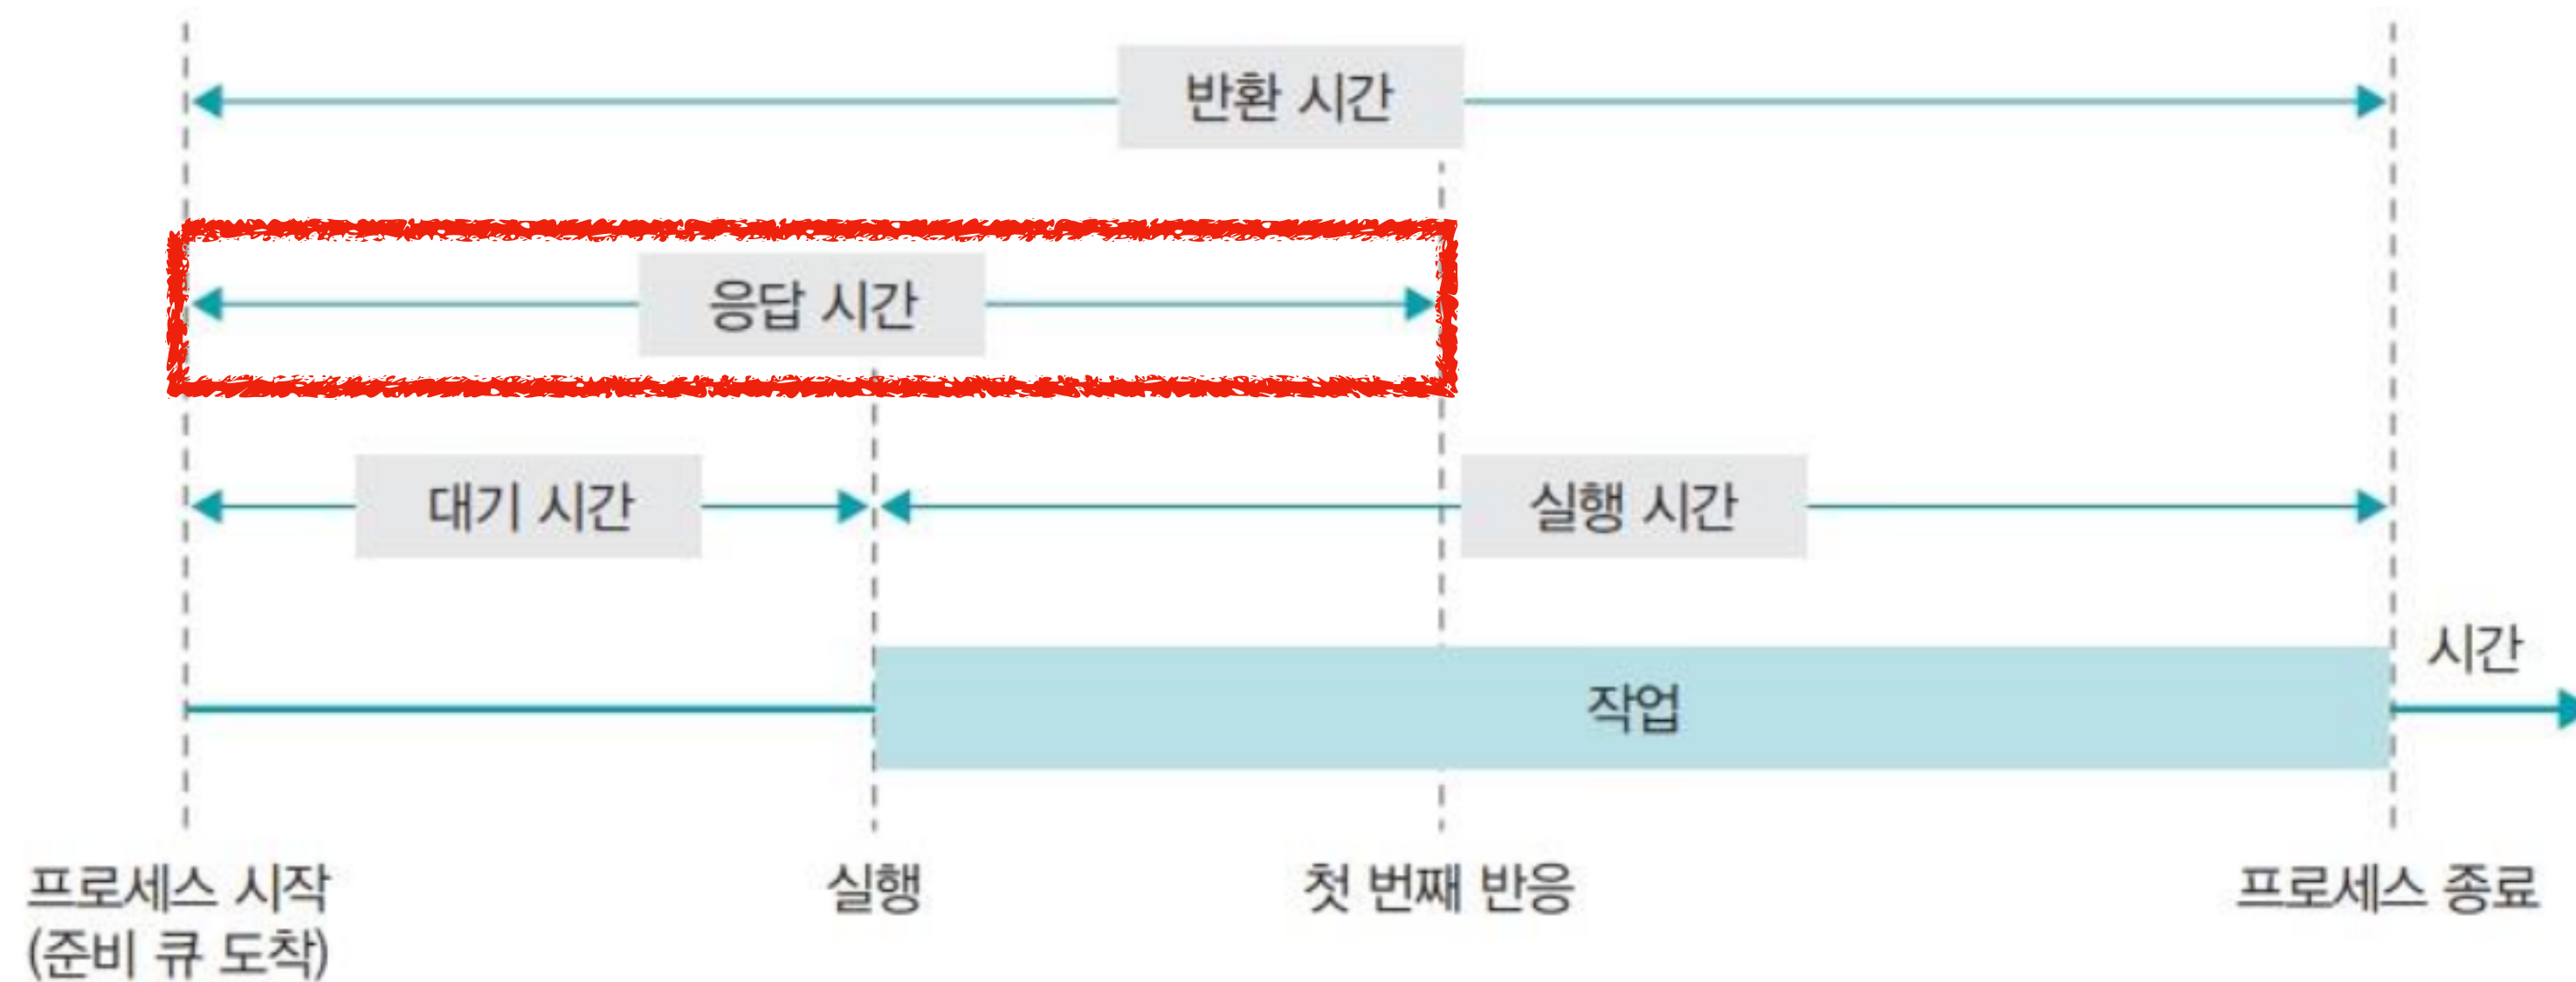 반환 시간
응답 시간
대기 시간
실행 시간
시간
작업
프로세스 시작
(준비 큐 도착)
실행
첫 번째 반응
프로세스 종료